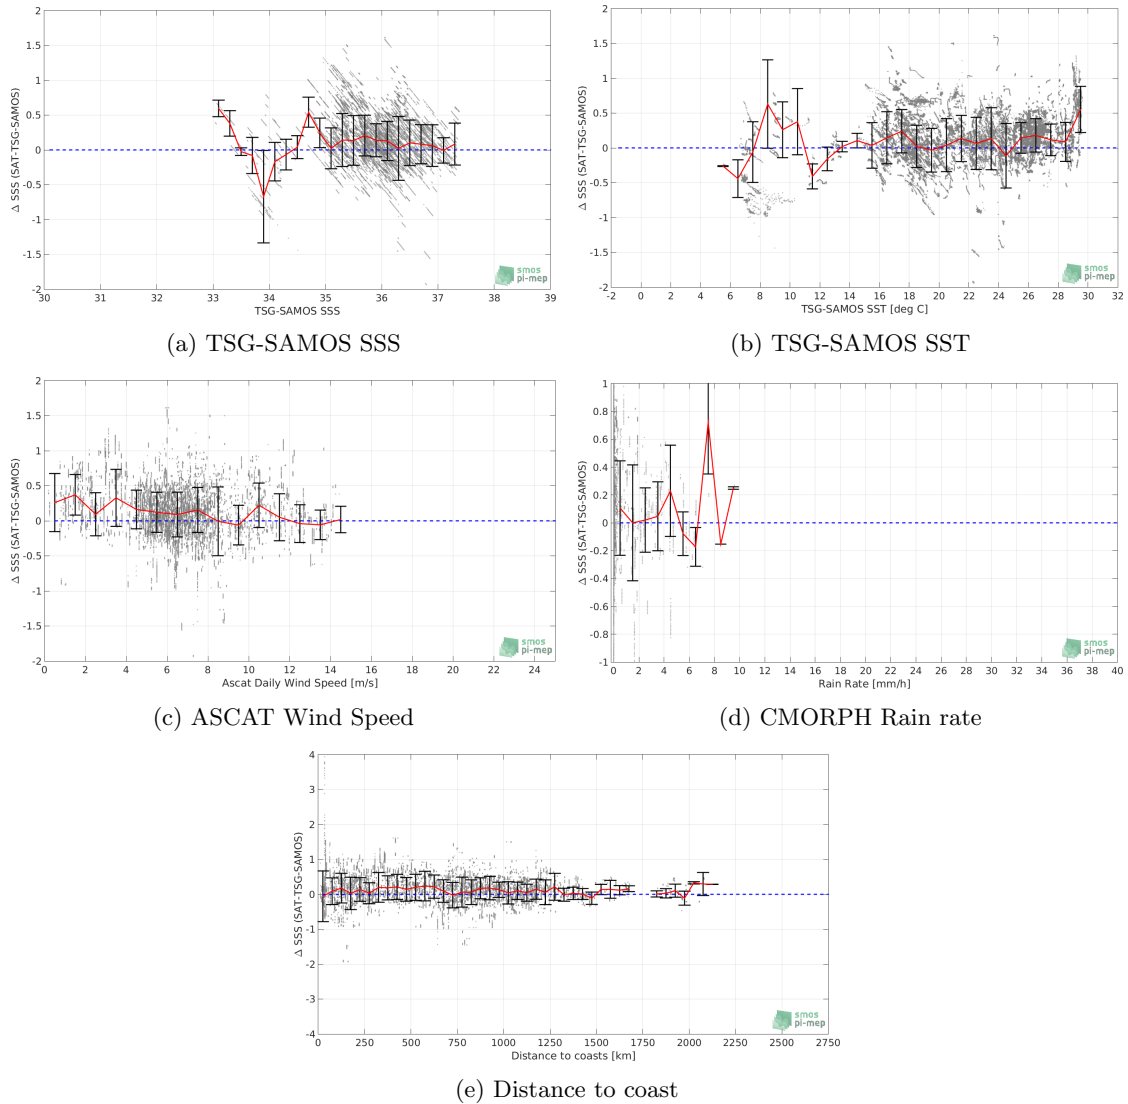 Δ SSS (SAT-TSG-SAMOS)
2
1.5
1
0.5
0
-0.5
-1
-1.5
-2
30 31 32 33 34 35 36 37 38 39
TSG-SAMOS SSS
smos
pi-mep
(a) TSG-SAMOS SSS
Δ SSS (SAT-TSG-SAMOS)
2
1.5
1
0.5
0
-0.5
-1
-1.5
-2
-2 0 2 4 6 8 10 12 14 16 18 20 22 24 26 28 30 32
TSG-SAMOS SST [deg C]
smos
pi-mep
(b) TSG-SAMOS SST
Δ SSS (SAT-TSG-SAMOS)
2
1.5
1
0.5
0
-0.5
-1
-1.5
-2
0 2 4 6 8 10 12 14 16 18 20 22 24
Ascat Daily Wind Speed [m/s]
smos
pi-mep
(c) ASCAT Wind Speed
Δ SSS (SAT-TSG-SAMOS)
1
0.8
0.6
0.4
0.2
0
-0.2
-0.4
-0.6
-0.8
-1
0 2 4 6 8 10 12 14 16 18 20 22 24 26 28 30 32 34 36 38 40
Rain Rate [mm/h]
smos
pi-mep
(d) CMORPH Rain rate
Δ SSS (SAT-TSG-SAMOS)
4
3
2
1
0
-1
-2
-3
-4
0 250 500 750 1000 1250 1500 1750 2000 2250 2500 2750
Distance to coasts [km]
smos
pi-mep
(e) Distance to coast